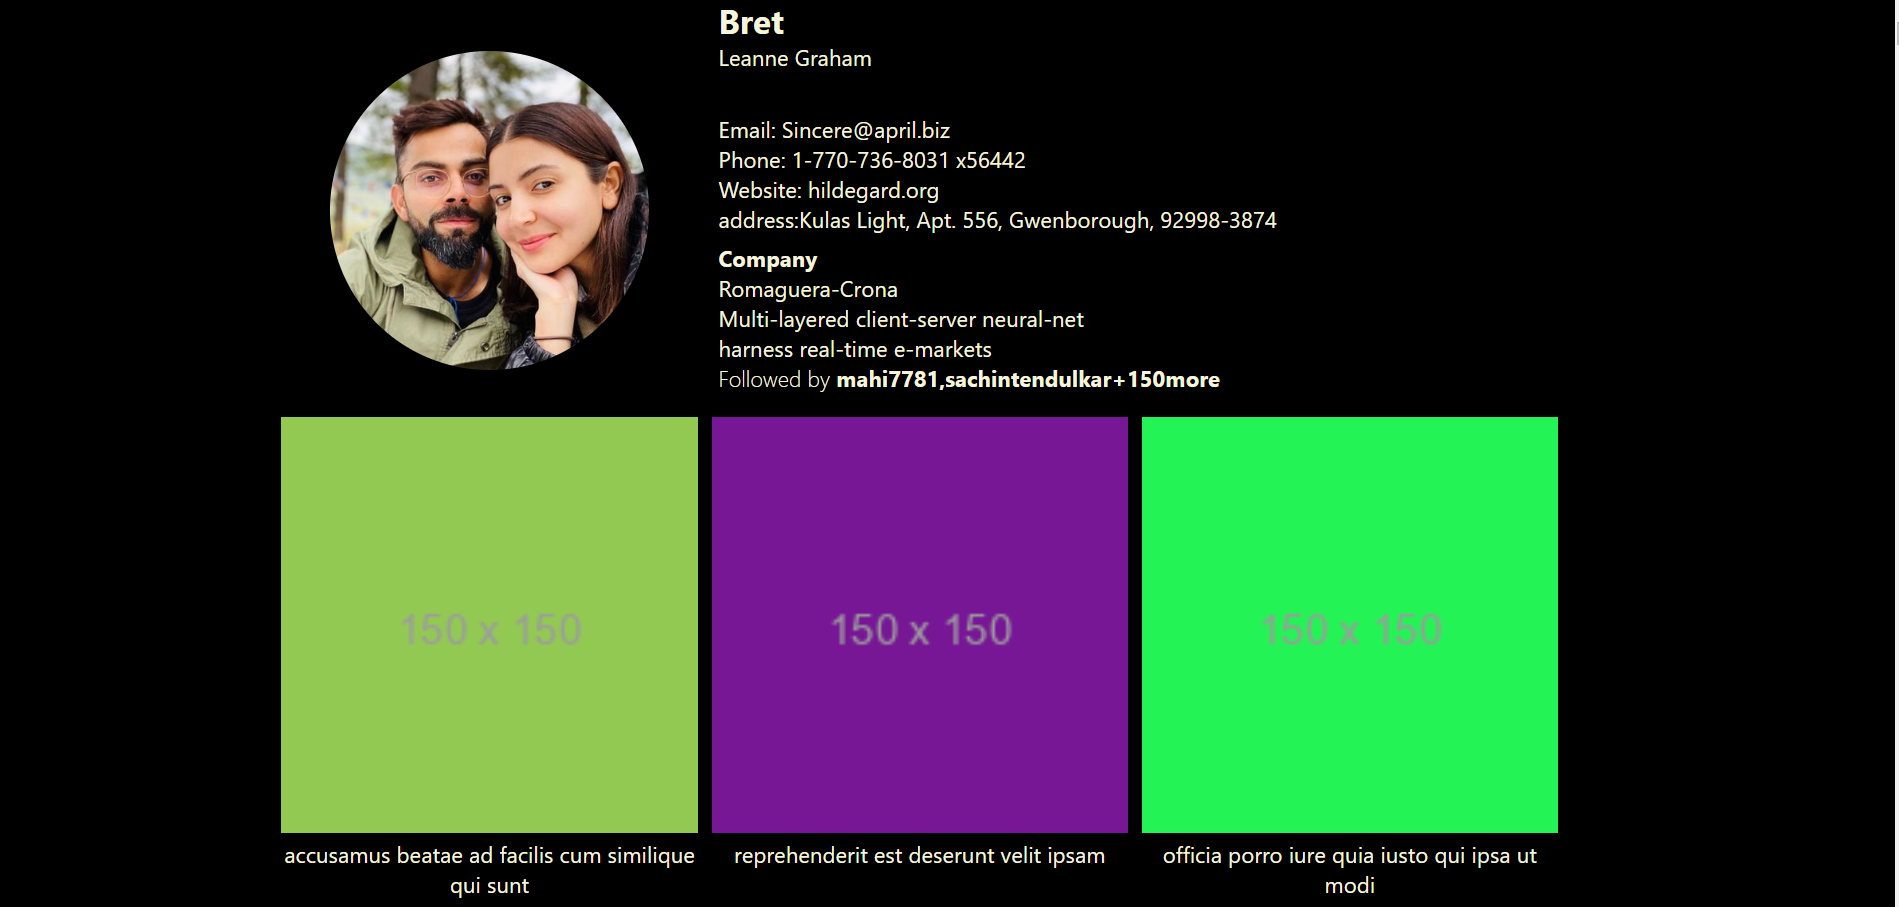 Bret
Leanne Graham
Email: Sincere@april.biz
Phone: 1-770-736-8031 x56442
Website: hildegard.org
address:Kulas Light, Apt. 556, Gwenborough, 92998-3874
Company
Romaguera-Crona
Multi-layered client-server neural-net
harness real-time e-markets
Followed by mahi7781,sachintendulkar+150more
150 x 150
150 x 150
150 x 150
accusamus beatae ad facilis cum similique
qui sunt
reprehenderit est deserunt velit ipsam
officia porro iure quia iusto qui ipsa ut
modi